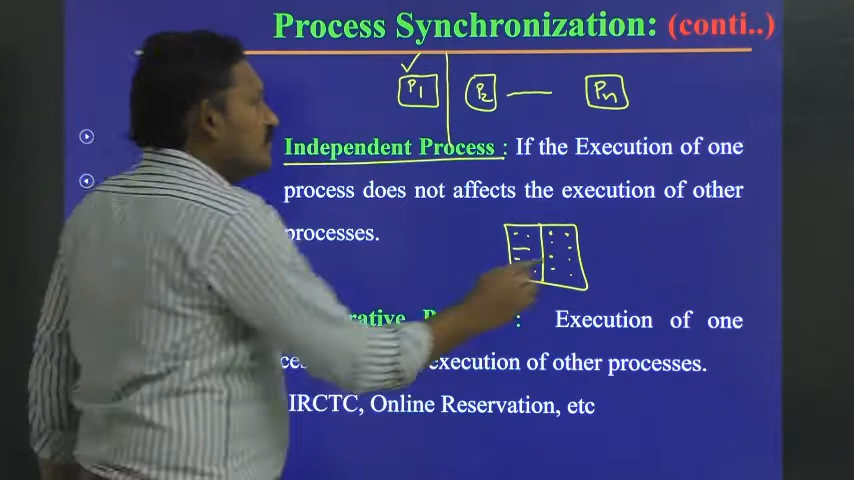 Process Synchronization: (conti..)
P1 P2 Pn
Independent Process : If the Execution of one
process does not affects the execution of other
processes.
: Execution of one
execution of other processes.
IRCTC, Online Reservation, etc